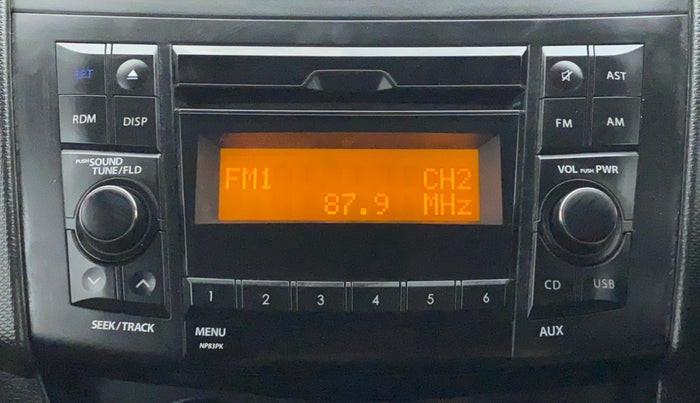 RPT
AST
RDM DISP
FM AM
PUSH SOUND
TUNE/FLD
VOL PUSH PWR
FM1 CH2
87.9 MHz
CD USB
1 2 3 4 5 6
SEEK/TRACK
MENU
AUX
NP83PK